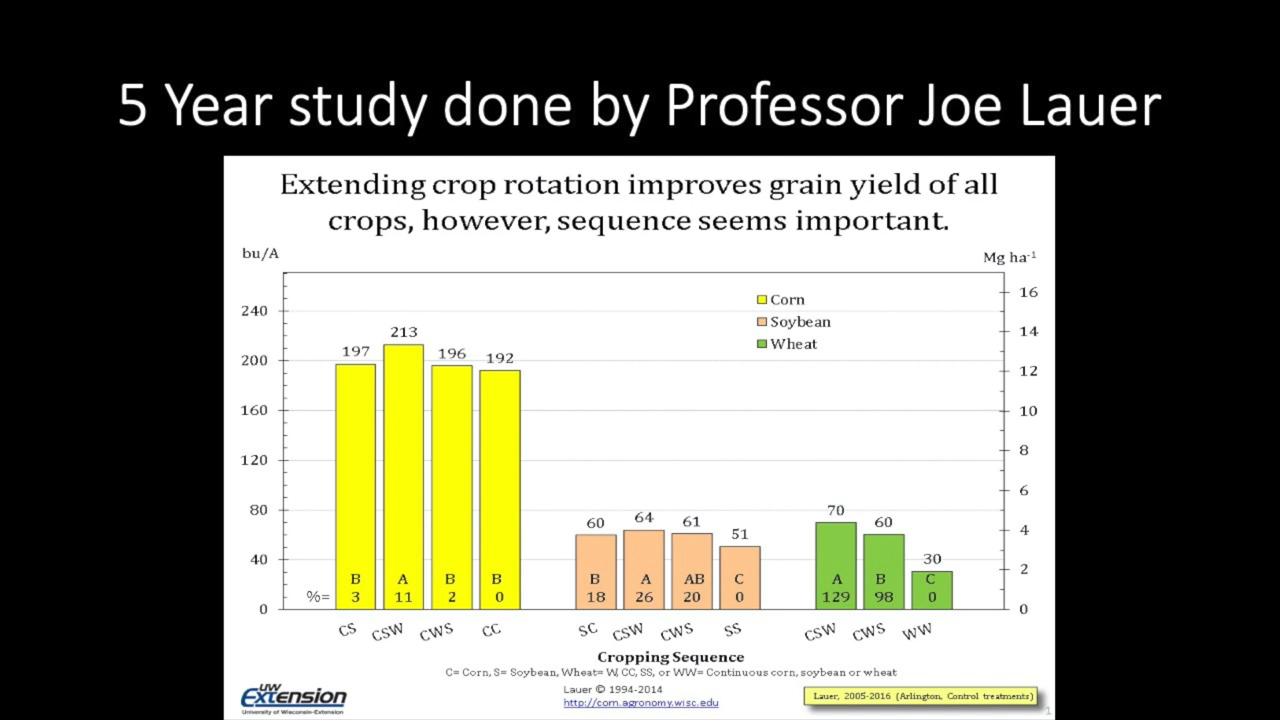 5 Year study done by Professor Joe Lauer
Extending crop rotation improves grain yield of all
crops, however, sequence seems important.
bu/A
Mg ha-1
Corn
Soybean
Wheat
240
200
160
120
80
40
0
16
14
12
10
8
6
4
2
0
197
213
196
192
60
64
61
51
70
60
30
B A B B
B A AB C
A B C
%= 3 11 2 0
18 26 20 0
129 98 0
CS CSW CWS CC
SC CSW CWS SS
CSW CWS WW
Cropping Sequence
C= Corn, S= Soybean, Wheat= W, CC, SS, or WW= Continuous corn, soybean or wheat
UW
Extension
University of Wisconsin-Extension
Lauer © 1994-2014
http://corn.agronomy.wisc.edu
Lauer, 2005-2016 (Arlington, Control treatments)
1